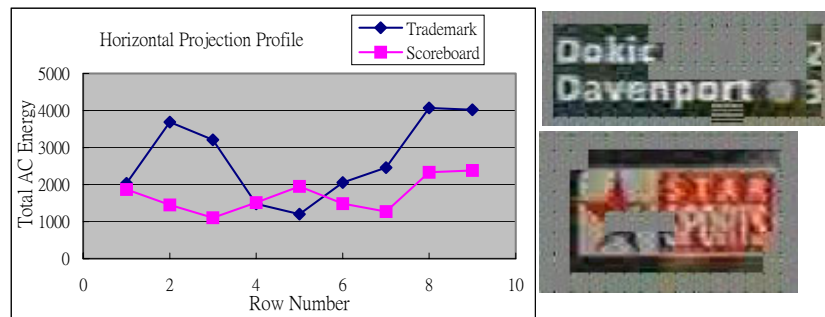 Horizontal Projection Profile
Trademark
Scoreboard
Total AC Energy
5000
4000
3000
2000
1000
0
0 2 4 6 8 10
Row Number
Dokic 2
Davenport 3
STAR